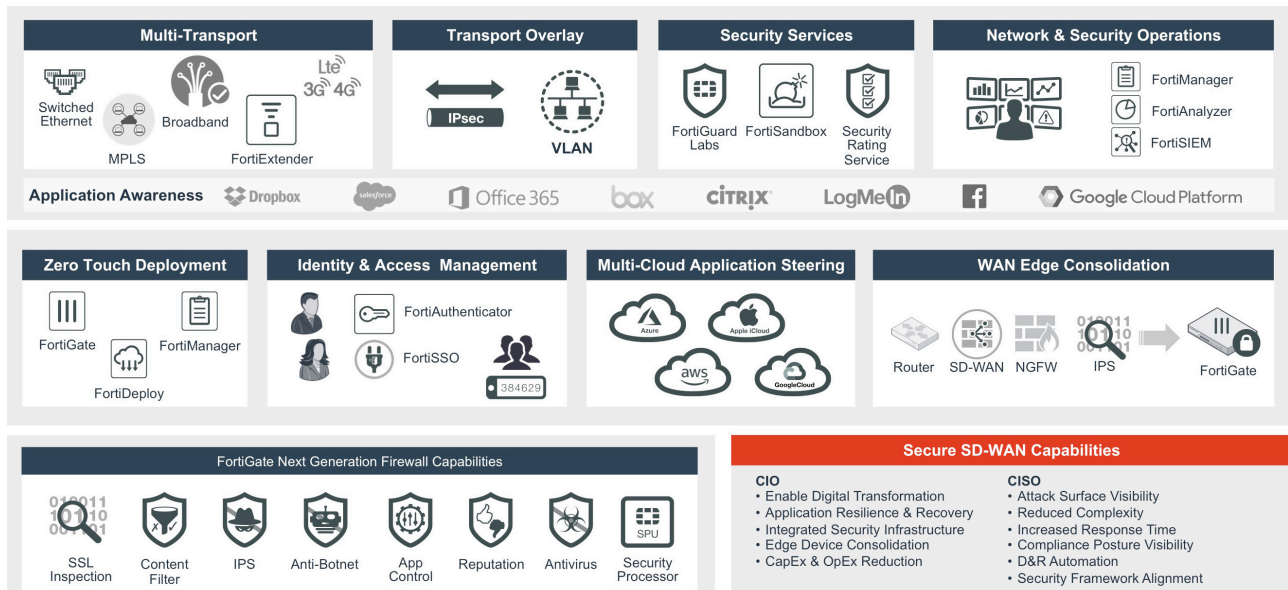 Multi-Transport
Switched
Ethernet
MPLS
Broadband
FortiExtender
Lte
3G 4G
Transport Overlay
IPsec
VLAN
Security Services
FortiGuard
Labs
FortiSandbox
Security
Rating
Service
Network & Security Operations
FortiManager
FortiAnalyzer
FortiSIEM
Application Awareness
Dropbox
salesforce
Office 365
box
CİTRIX
LogMeIn
f
Google Cloud Platform
Zero Touch Deployment
FortiGate
FortiManager
FortiDeploy
Identity & Access Management
FortiAuthenticator
FortiSSO
384629
Multi-Cloud Application Steering
Azure
Apple iCloud
aws
GoogleCloud
WAN Edge Consolidation
Router
SD-WAN
NGFW
010011
101110
001101
IPS
FortiGate
FortiGate Next Generation Firewall Capabilities
010011
101110
001101
SSL
Inspection
Content
Filter
IPS
Anti-Botnet
App
Control
Reputation
Antivirus
SPU
Security
Processor
Secure SD-WAN Capabilities
CIO
• Enable Digital Transformation
• Application Resilience & Recovery
• Integrated Security Infrastructure
• Edge Device Consolidation
• CapEx & OpEx Reduction
CISO
• Attack Surface Visibility
• Reduced Complexity
• Increased Response Time
• Compliance Posture Visibility
• D&R Automation
• Security Framework Alignment